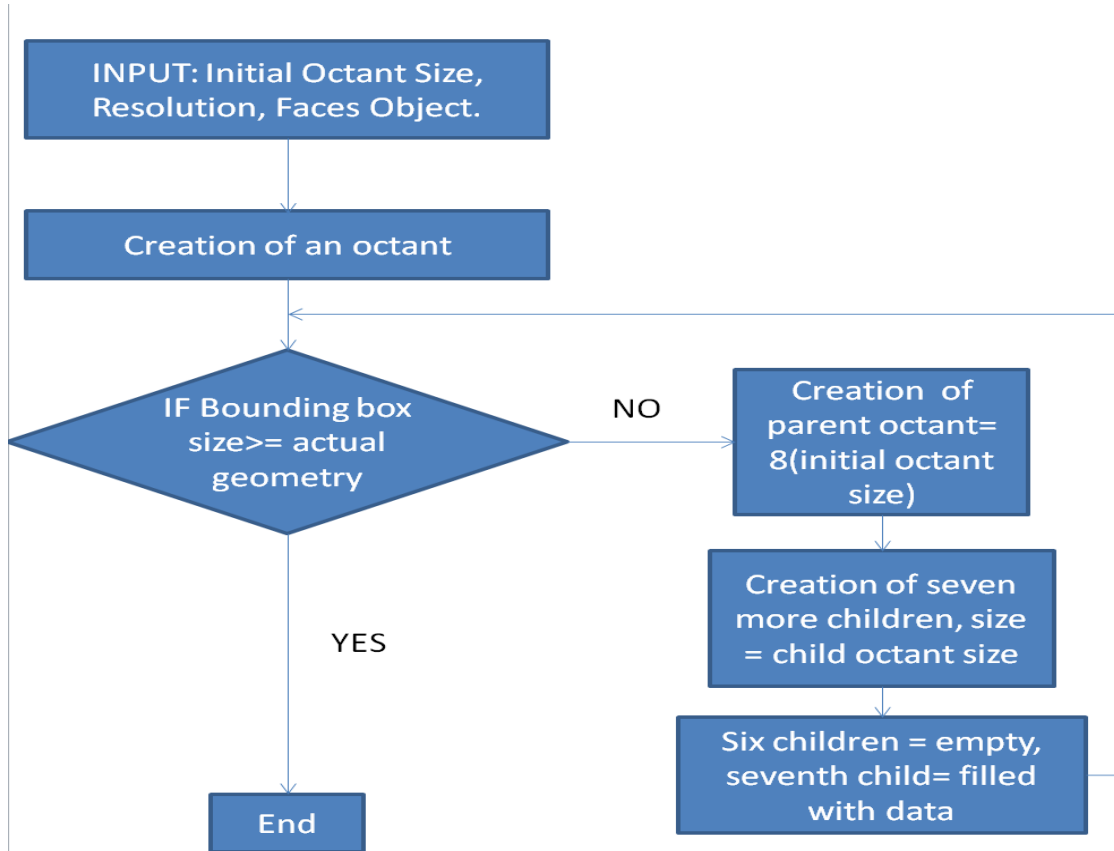 INPUT: Initial Octant Size,
Resolution, Faces Object.
Creation of an octant
IF Bounding box
size>= actual
geometry
NO
Creation of
parent octant=
8(initial octant
size)
Creation of seven
more children, size
= child octant size
Six children = empty,
seventh child= filled
with data
YES
End